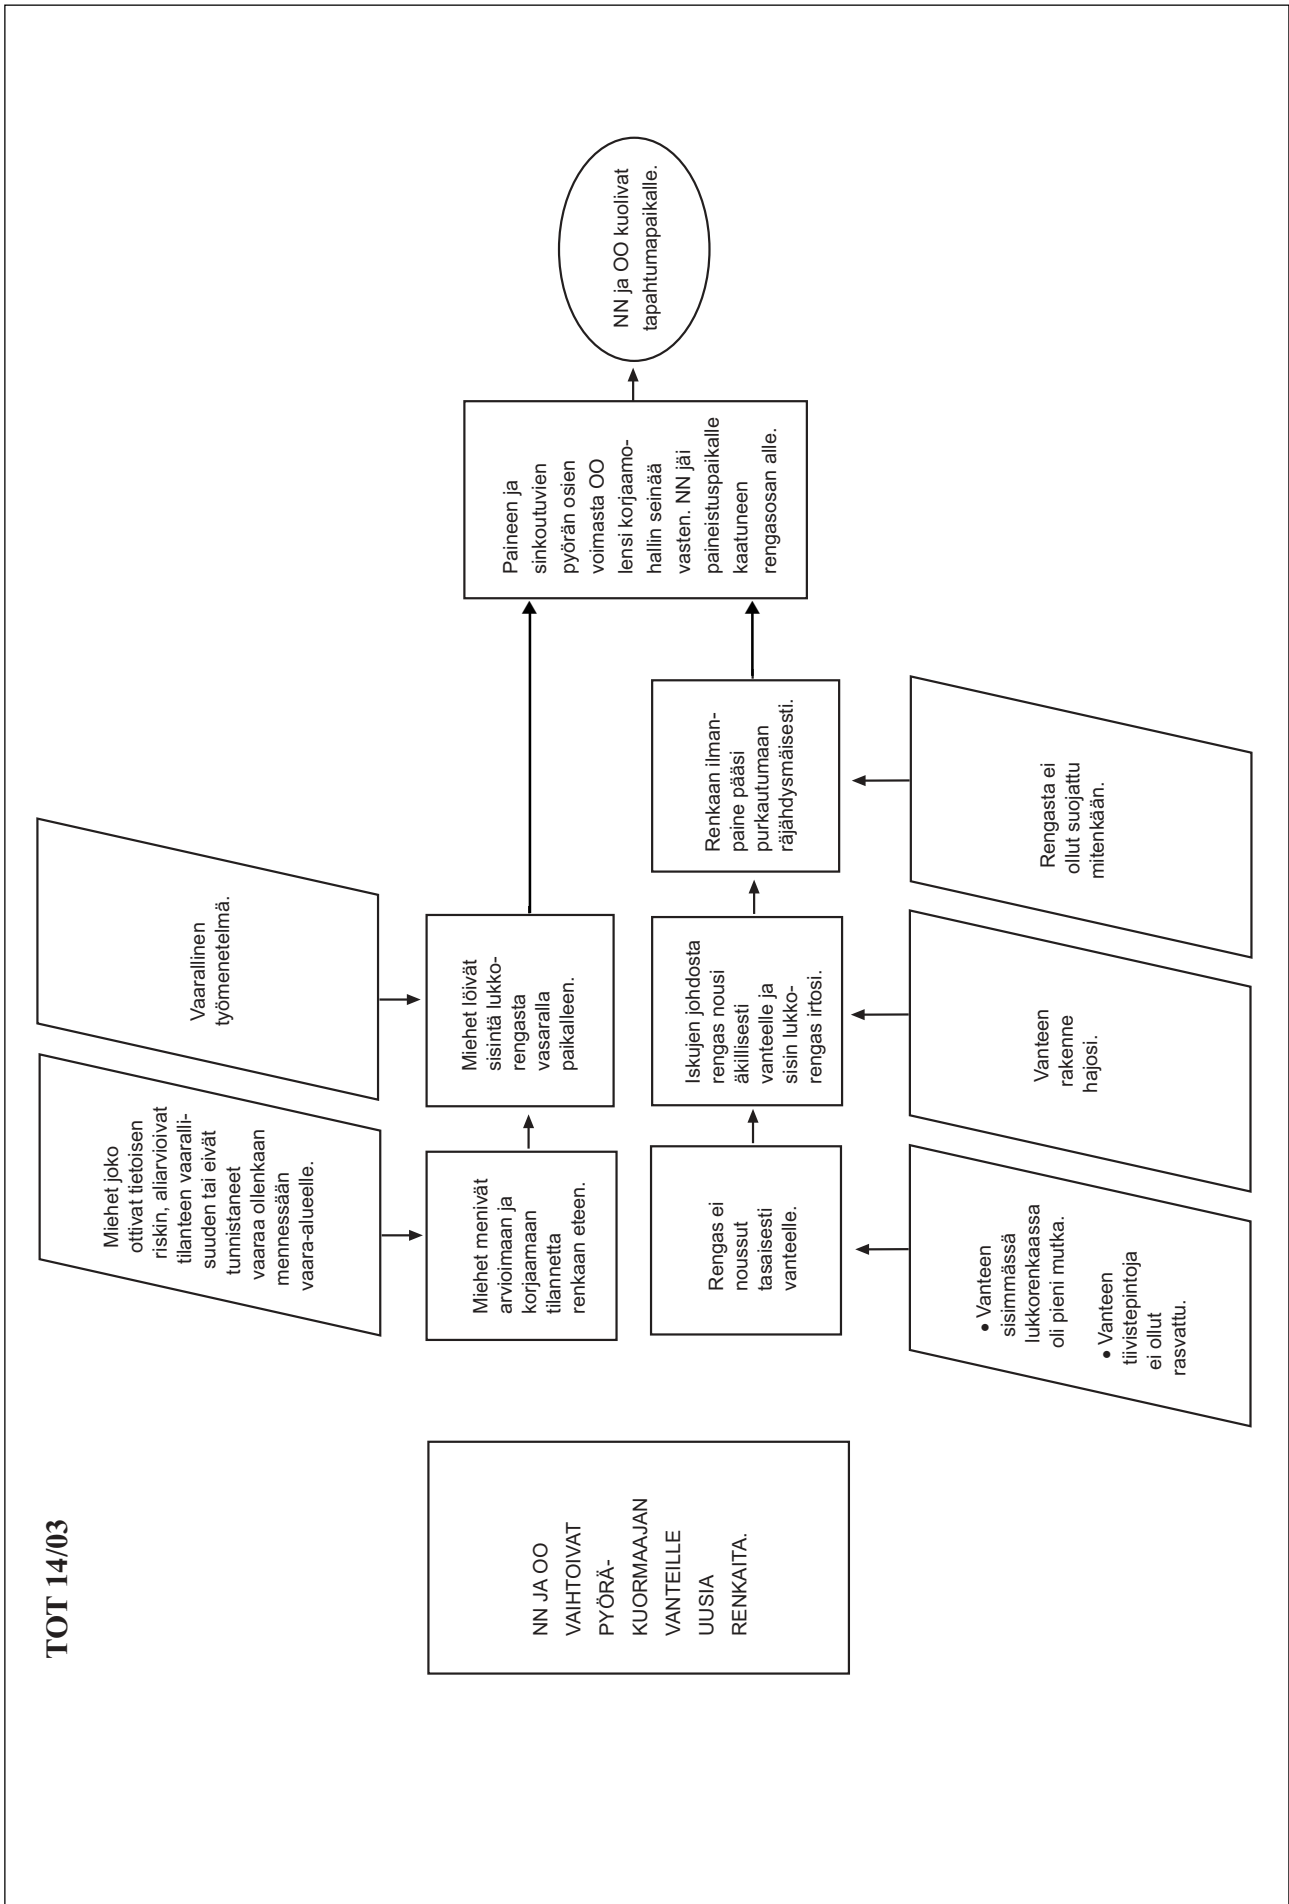 TOT 14/03
NN JA OO
VAIHTOIVAT
PYÖRÄ-
KUORMAAJAN
VANTEILLE
UUSIA
RENKAITA.
Miehet joko
ottivat tietoisen
riskin, aliarvioivat
tilanteen vaaralli-
suuden tai eivät
tunnistaneet
vaaraa ollenkaan
mennessään
vaara-alueelle.
Vaarallinen
työmenetelmä.
Miehet menivät
arvioimaan ja
korjaamaan
tilannetta
renkaan eteen.
Miehet löivät
sisintä lukko-
rengasta
vasaralla
paikalleen.
Rengas ei
noussut
tasaisesti
vanteelle.
Iskujen johdosta
rengas nousi
äkillisesti
vanteelle ja
sisin lukko-
rengas irtosi.
Renkaan ilman-
paine pääsi
purkautumaan
räjähdysmäisesti.
Paineen ja
sinkoutuvien
pyörän osien
voimasta OO
lensi korjaamo-
hallin seinää
vasten. NN jäi
paineistuspaikalle
kaatuneen
rengasosan alle.
NN ja OO kuolivat
tapahtumapaikalle.
• Vanteen
sisimmässä
lukkorenkaassa
oli pieni mutka.
• Vanteen
tiivistepintoja
ei ollut
rasvattu.
Vanteen
rakenne
hajosi.
Rengasta ei
ollut suojattu
mitenkään.